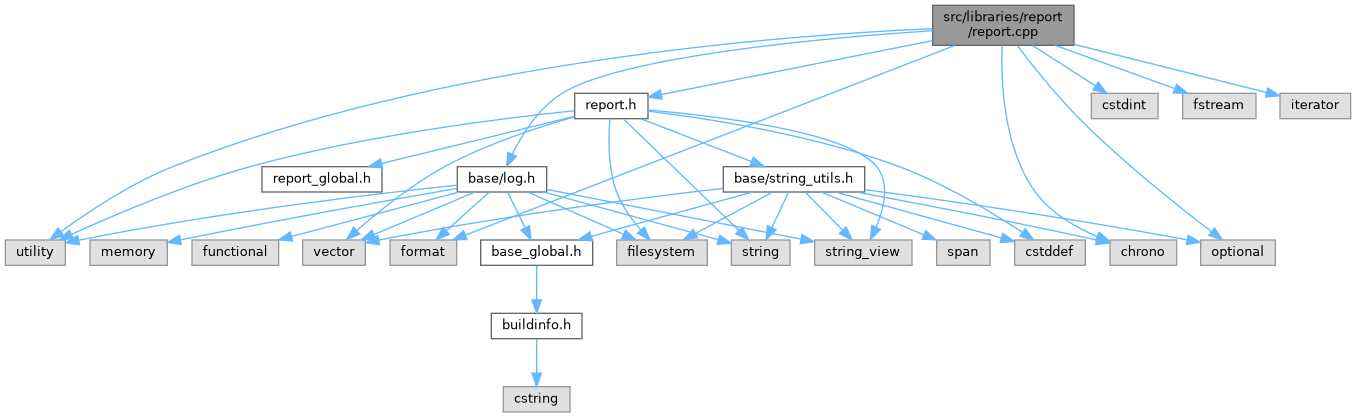 src/libraries/report
/report.cpp
report.h
cstdint
fstream
iterator
report_global.h
base/log.h
base/string_utils.h
utility
memory
functional
vector
format
base_global.h
filesystem
string
string_view
span
cstddef
chrono
optional
buildinfo.h
cstring